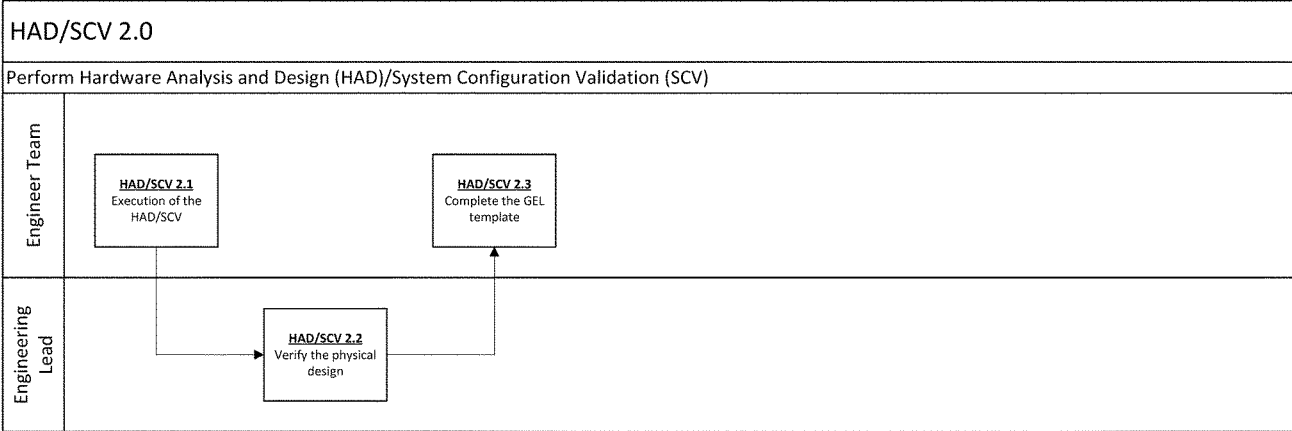 HAD/SCV 2.0
Perform Hardware Analysis and Design (HAD)/System Configuration Validation (SCV)
Engineer Team
HAD/SCV 2.1
Execution of the
HAD/SCV
HAD/SCV 2.3
Complete the GEL
template
Engineering
Lead
HAD/SCV 2.2
Verify the physical
design